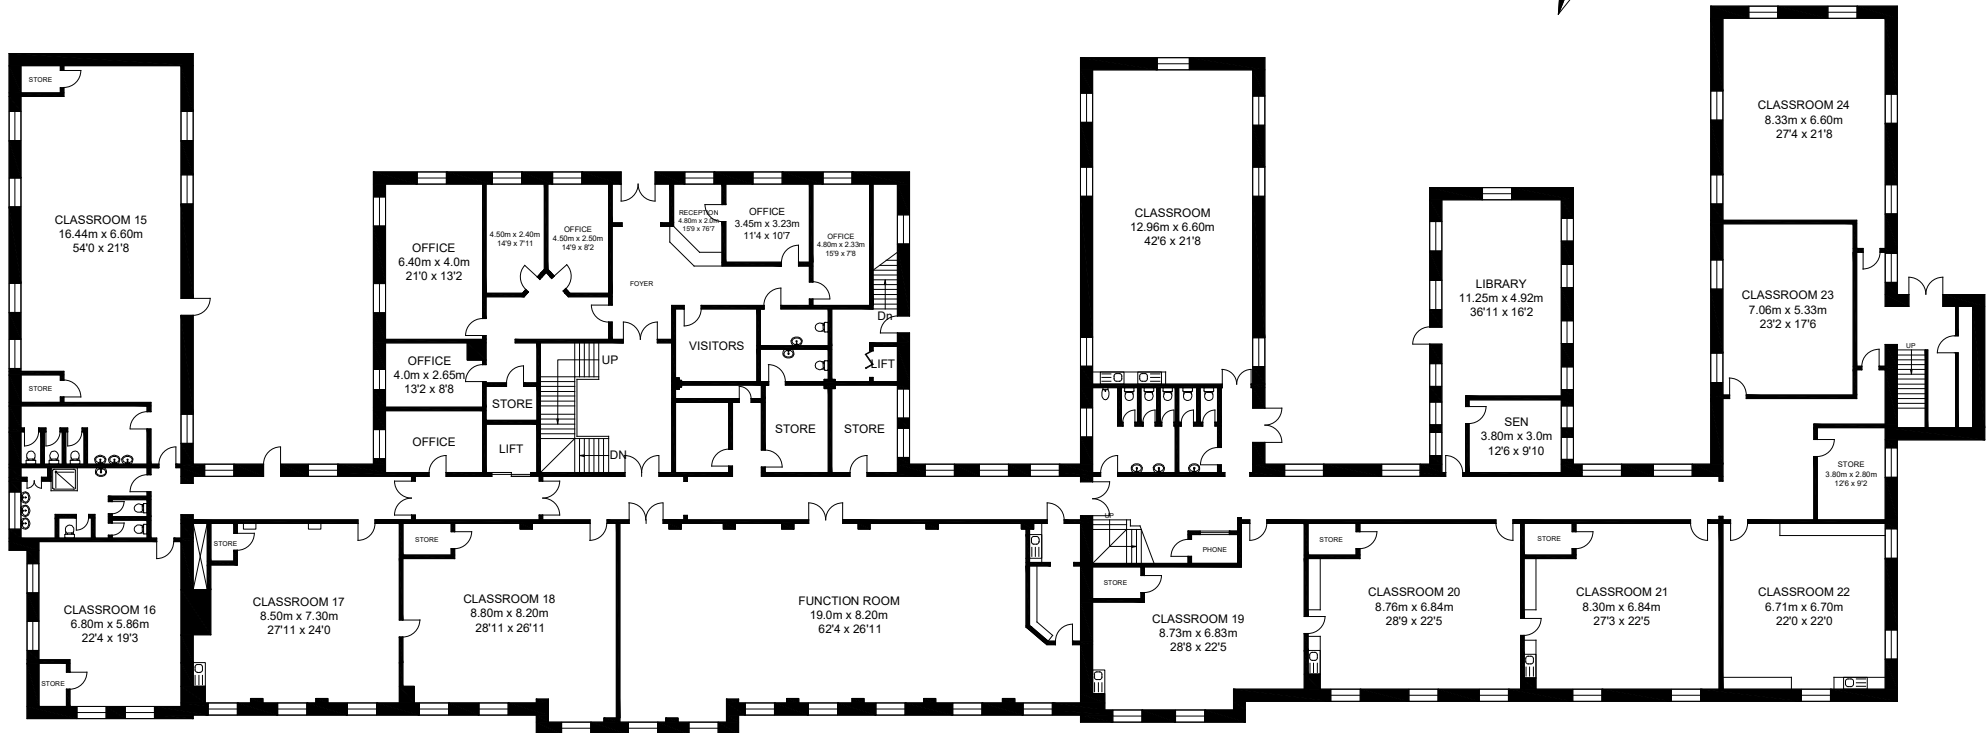 STORE
CLASSROOM 15
16.44m x 6.60m
54'0 x 21'8
STORE
STORE
CLASSROOM 16
6.80m x 5.86m
22'4 x 19'3
STORE
CLASSROOM 17
8.50m x 7.30m
27'11 x 24'0
OFFICE
6.40m x 4.0m
21'0 x 13'2
4.50m x 2.40m
14'9 x 7'11
OFFICE
4.50m x 2.50m
14'9 x 8'2
OFFICE
4.0m x 2.65m
13'2 x 8'8
STORE
OFFICE
LIFT
UP
DN
FOYER
RECEPTION
4.80m x 2.0m
15'9 x 76'7
OFFICE
3.45m x 3.23m
11'4 x 10'7
OFFICE
4.80m x 2.33m
15'9 x 7'8
Dn
LIFT
VISITORS
STORE
STORE
STORE
CLASSROOM 18
8.80m x 8.20m
28'11 x 26'11
FUNCTION ROOM
19.0m x 8.20m
62'4 x 26'11
CLASSROOM
12.96m x 6.60m
42'6 x 21'8
UP
PHONE
STORE
CLASSROOM 19
8.73m x 6.83m
28'8 x 22'5
LIBRARY
11.25m x 4.92m
36'11 x 16'2
SEN
3.80m x 3.0m
12'6 x 9'10
STORE
CLASSROOM 20
8.76m x 6.84m
28'9 x 22'5
STORE
CLASSROOM 21
8.30m x 6.84m
27'3 x 22'5
CLASSROOM 24
8.33m x 6.60m
27'4 x 21'8
CLASSROOM 23
7.06m x 5.33m
23'2 x 17'6
UP
STORE
3.80m x 2.80m
12'6 x 9'2
CLASSROOM 22
6.71m x 6.70m
22'0 x 22'0